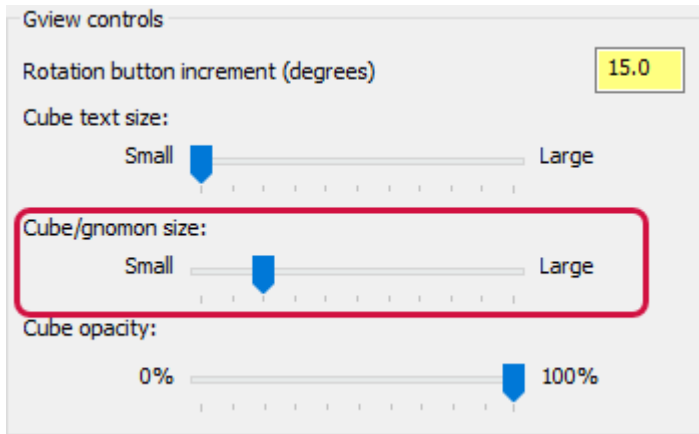 Gview controls
Rotation button increment (degrees) 15.0
Cube text size:
Small Large
Cube/gnomon size:
Small Large
Cube opacity:
0% 100%